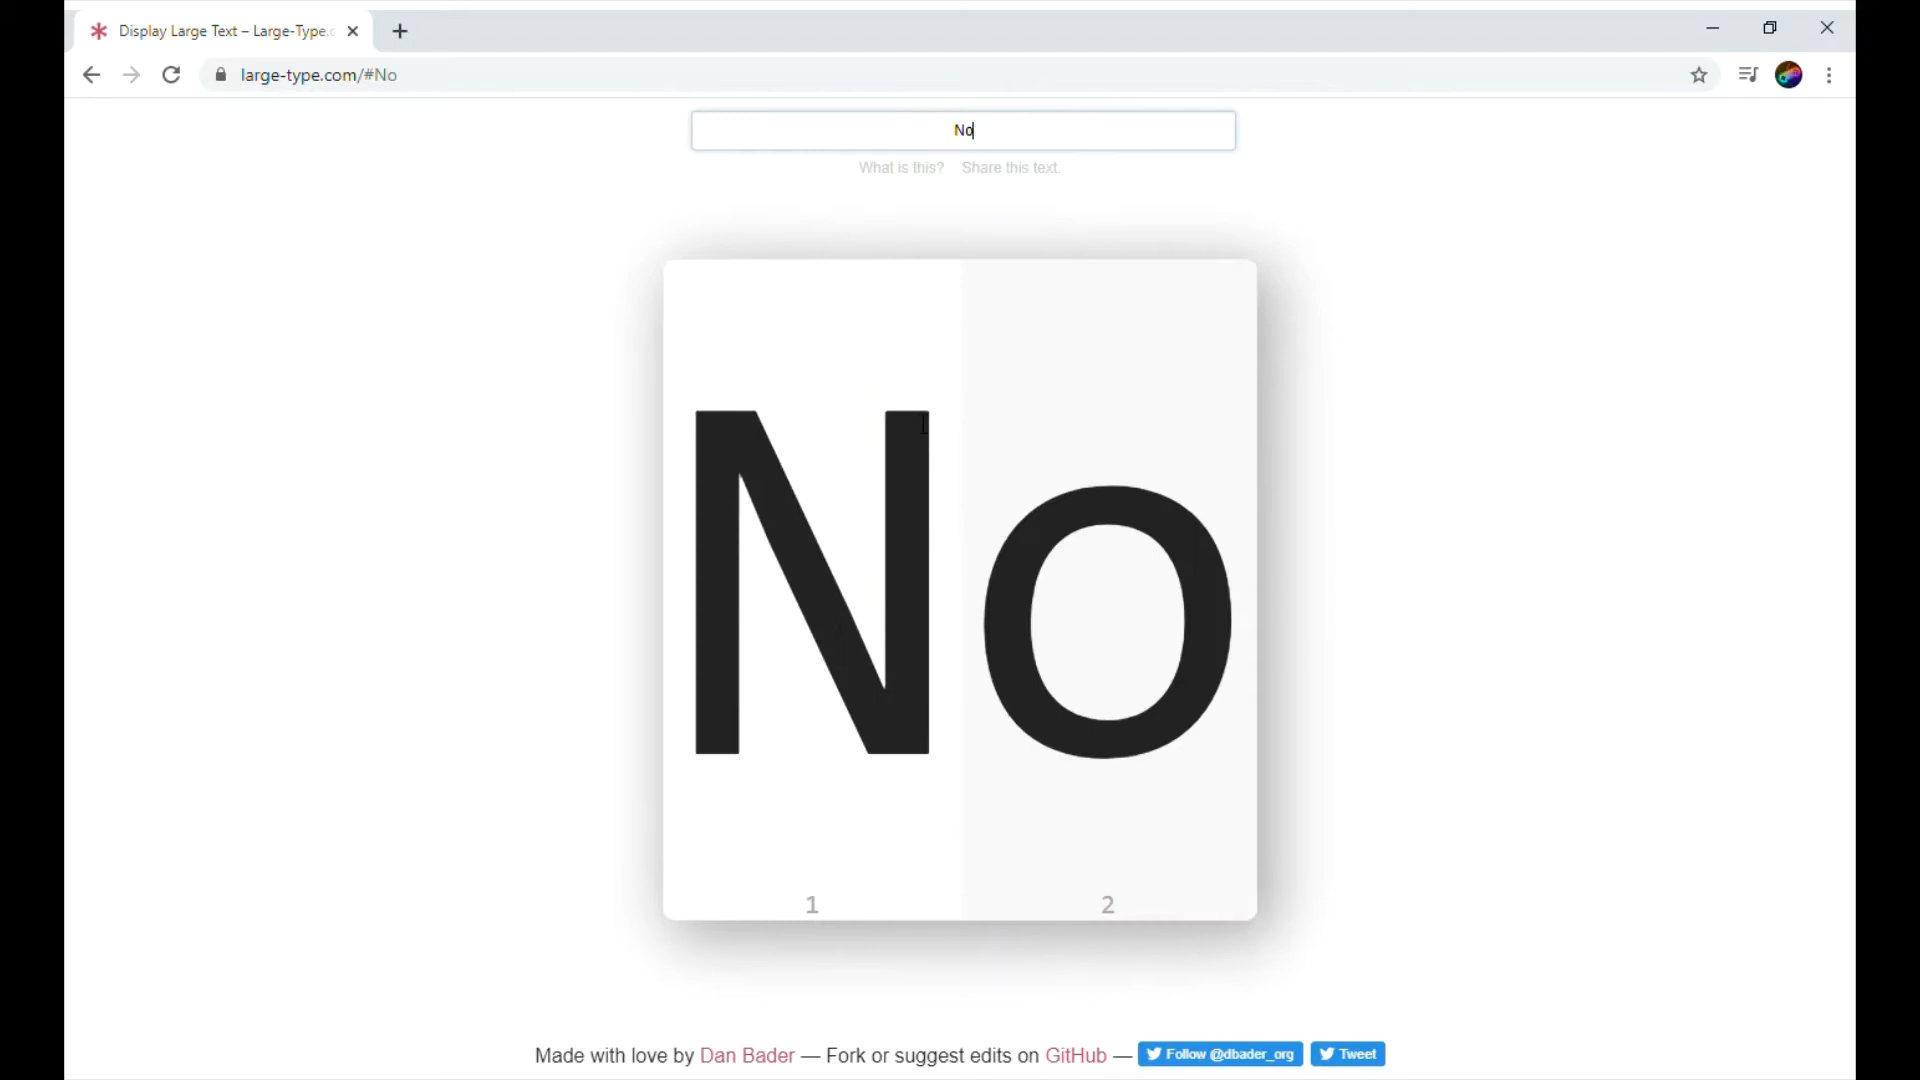 Display Large Text – Large-Type.c
large-type.com/#No
No
What is this? Share this text.
No
1 2
Made with love by Dan Bader — Fork or suggest edits on GitHub — Follow @dbader_org Tweet